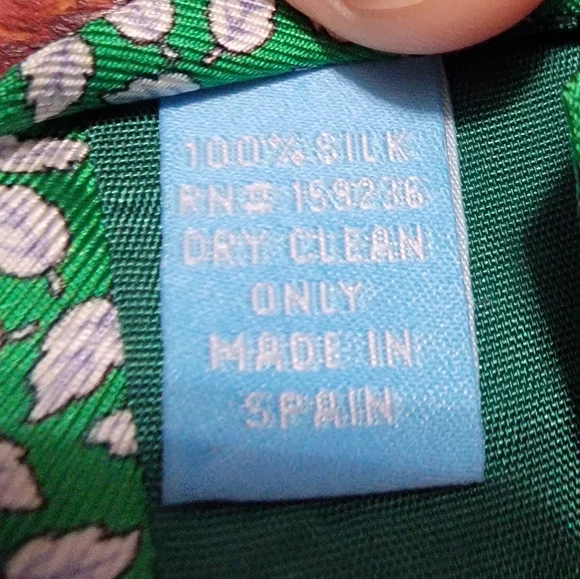 100% SILK
RN# 159236
DRY CLEAN
ONLY
MADE IN
SPAIN